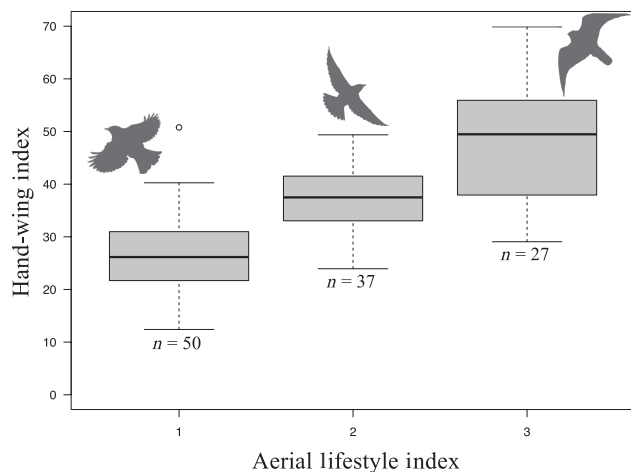 70
60
50
40
30
20
10
0
Hand-wing index
n = 50
n = 37
n = 27
1 2 3
Aerial lifestyle index